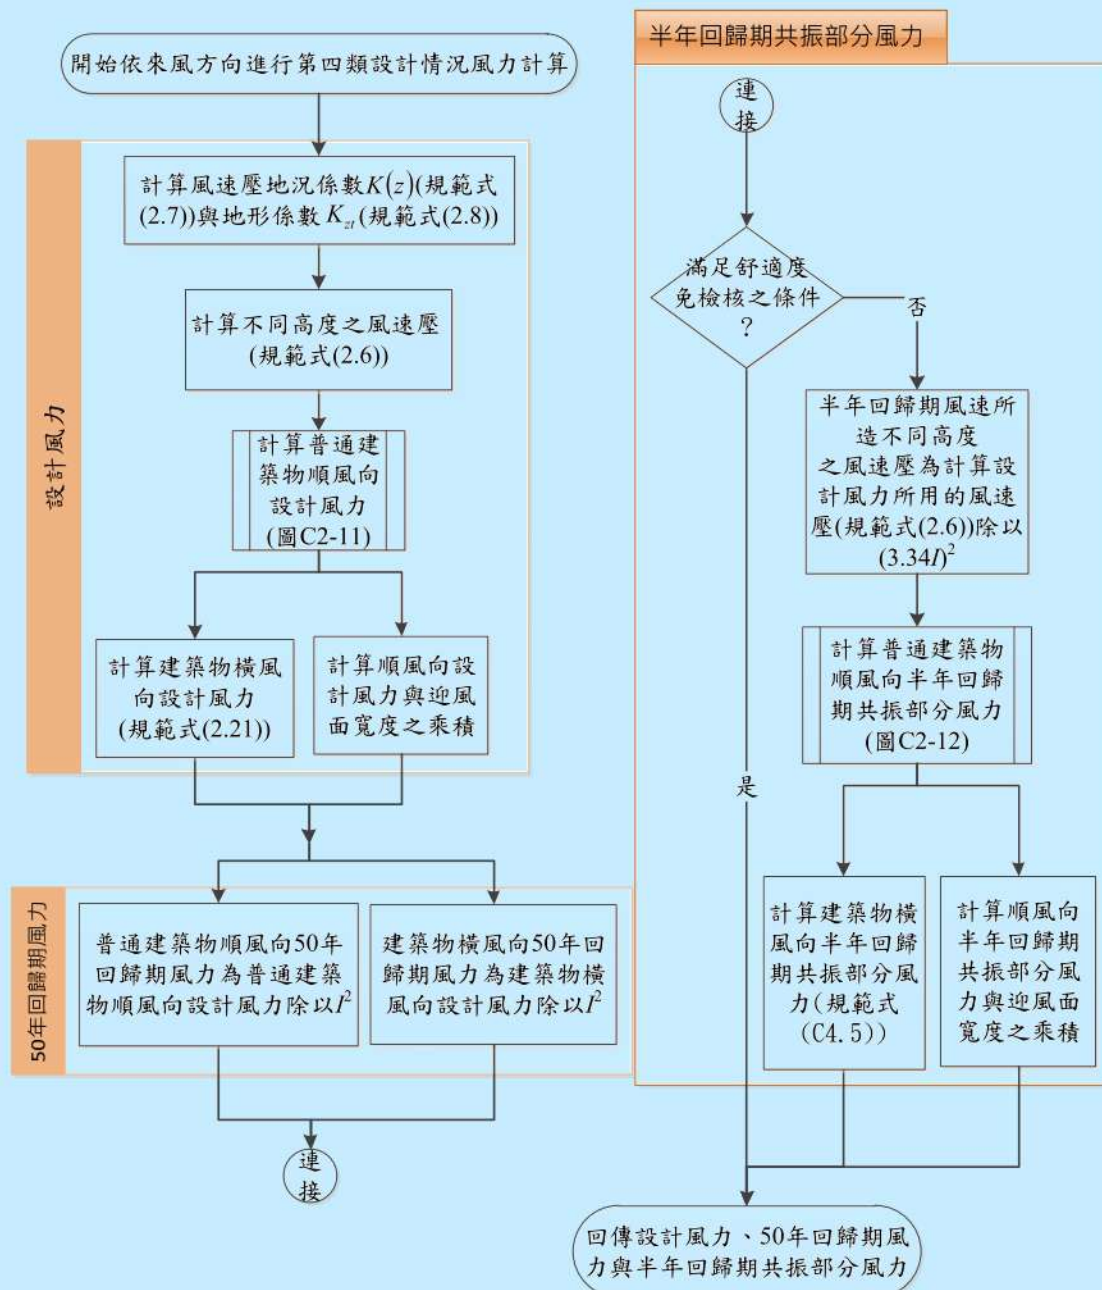 開始依來風方向進行第四類設計情況風力計算
設計風力
計算風速壓地況係數K(z)(規範式
(2.7))與地形係數K_{zt}(規範式(2.8))
計算不同高度之風速壓
(規範式(2.6))
計算普通建
築物順風向
設計風力
(圖C2-11)
計算建築物橫風
向設計風力
(規範式(2.21))
計算順風向設
計風力與迎風
面寬度之乘積
50年回歸期風力
普通建築物順風向50年
回歸期風力為普通建築
物順風向設計風力除以I²
建築物橫風向50年回
歸期風力為建築物橫
風向設計風力除以I²
連
接
半年回歸期共振部分風力
連
接
滿足舒適度
免檢核之條件
?
否
半年回歸期風速所
造不同高度
之風速壓為計算設
計風力所用的風速
壓(規範式(2.6))除以
(3.34I)²
計算普通建築物
順風向半年回歸
期共振部分風力
(圖C2-12)
是
計算建築物橫
風向半年回歸
期共振部分風
力(規範式
(C4.5))
計算順風向
半年回歸期
共振部分風
力與迎風面
寬度之乘積
回傳設計風力、50年回歸期風
力與半年回歸期共振部分風力